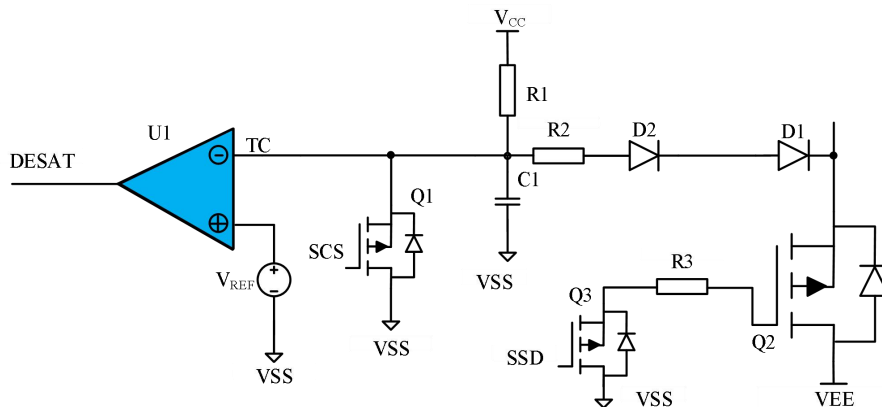 VCC
R1
U1
R2
D2
D1
DESAT
TC
C1
Q1
SCS
VSS
VREF
R3
Q3
Q2
VSS
VSS
SSD
VSS
VEE